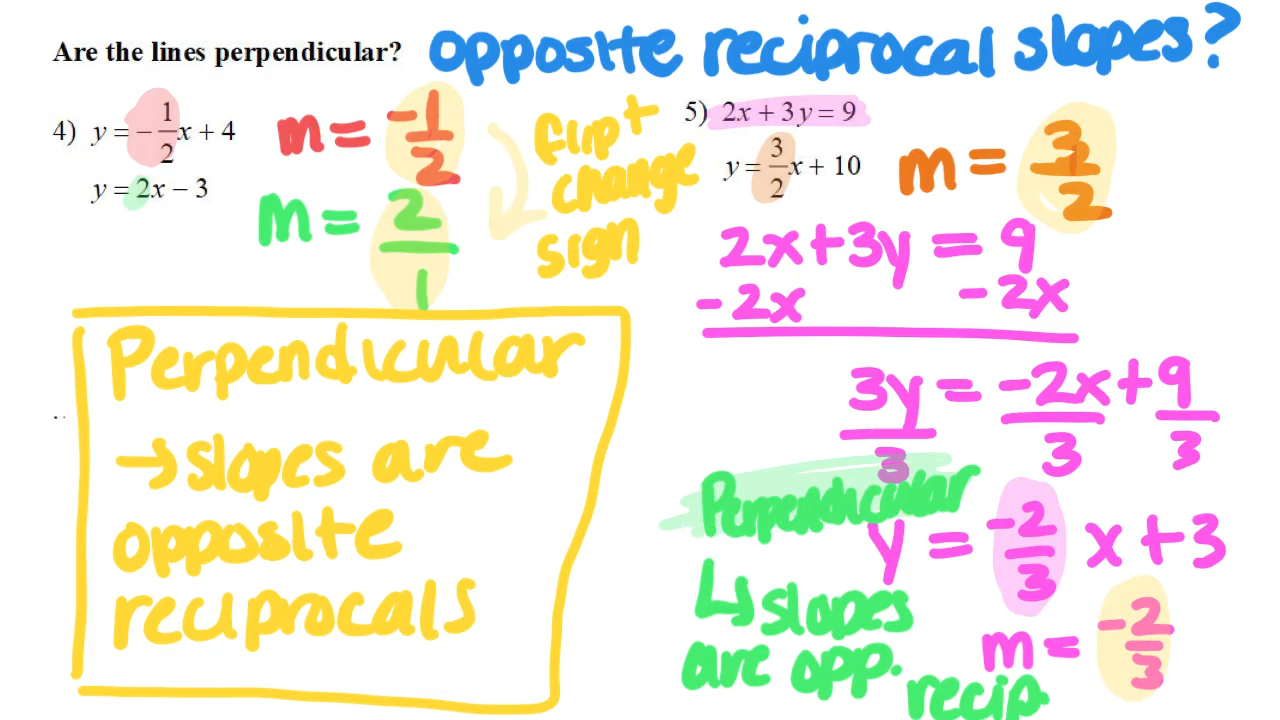 Are the lines perpendicular? opposite reciprocal slopes?
4) y = -1/2 x + 4
y = 2x - 3
m = -1/2
m = 2/1
flip +
change
sign
Perpendicular
→ slopes are
opposite
reciprocals
5) 2x + 3y = 9
y = 3/2 x + 10
m = 3/2
2x + 3y = 9
-2x -2x
3y/3 = -2x/3 + 9/3
y = -2/3 x + 3
m = -2/3
Perpendicular
↳ slopes
are opp.
recip.